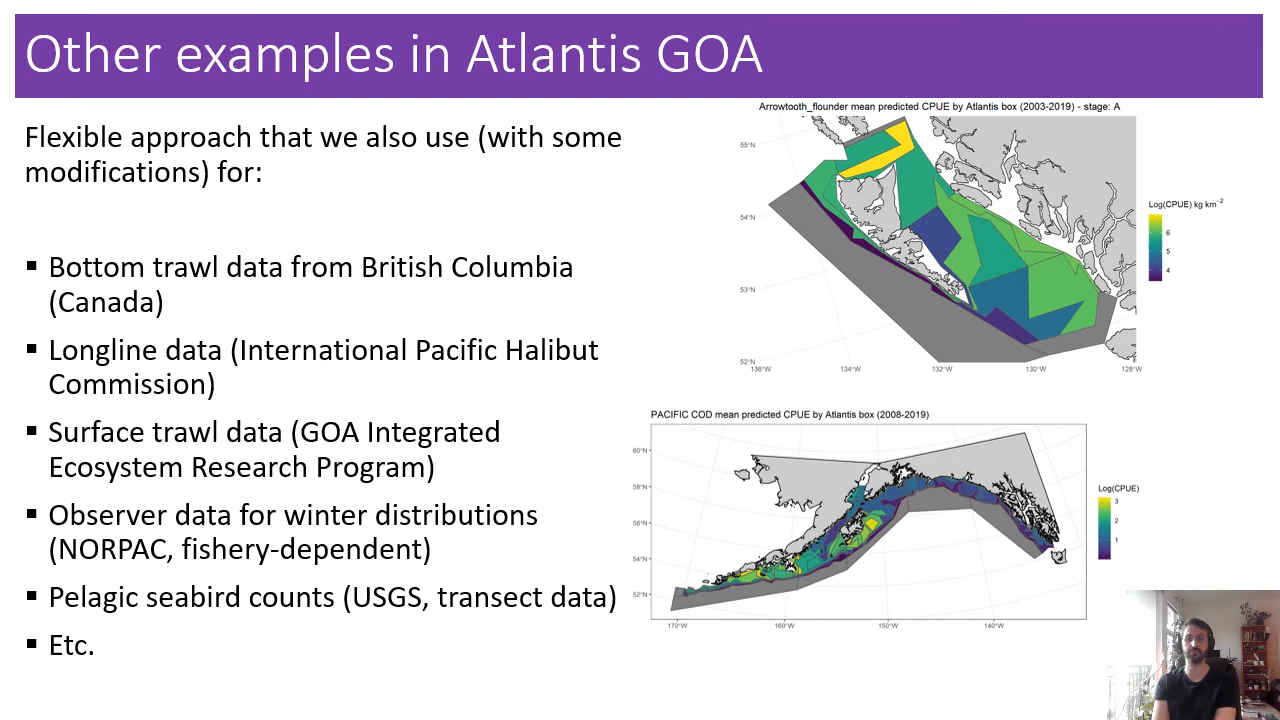 Other examples in Atlantis GOA
Flexible approach that we also use (with some
modifications) for:
▪ Bottom trawl data from British Columbia
(Canada)
▪ Longline data (International Pacific Halibut
Commission)
▪ Surface trawl data (GOA Integrated
Ecosystem Research Program)
▪ Observer data for winter distributions
(NORPAC, fishery-dependent)
▪ Pelagic seabird counts (USGS, transect data)
▪ Etc.
Arrowtooth_flounder mean predicted CPUE by Atlantis box (2003-2019) - stage: A
55°N
54°N
53°N
52°N
136°W 134°W 132°W 130°W 128°W
Log(CPUE) kg km⁻²
6
5
4
PACIFIC COD mean predicted CPUE by Atlantis box (2008-2019)
60°N
58°N
56°N
54°N
52°N
170°W 160°W 150°W 140°W
Log(CPUE)
3
2
1